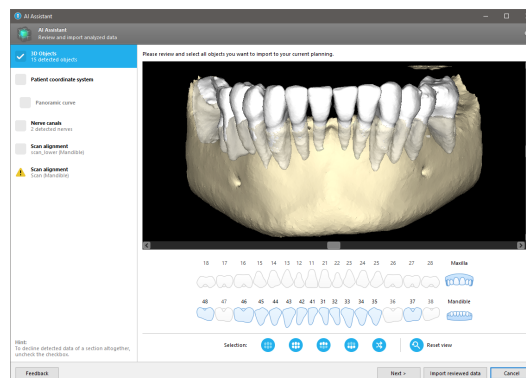 AI Assistant
AI Assistant
Review and import analyzed data
3D Objects
15 detected objects
Patient coordinate system
Panoramic curve
Nerve canals
2 detected nerves
Scan alignment
scan_lower (Mandible)
Scan alignment
Scan (Mandible)
Hint:
To decline detected data of a section altogether,
uncheck the checkbox.
Please review and select all objects you want to import to your current planning.
18 17 16 15 14 13 12 11 21 22 23 24 25 26 27 28 Maxilla
48 47 46 45 44 43 42 41 31 32 33 34 35 36 37 38 Mandible
Selection: Reset view
Feedback Next > Import reviewed data Cancel